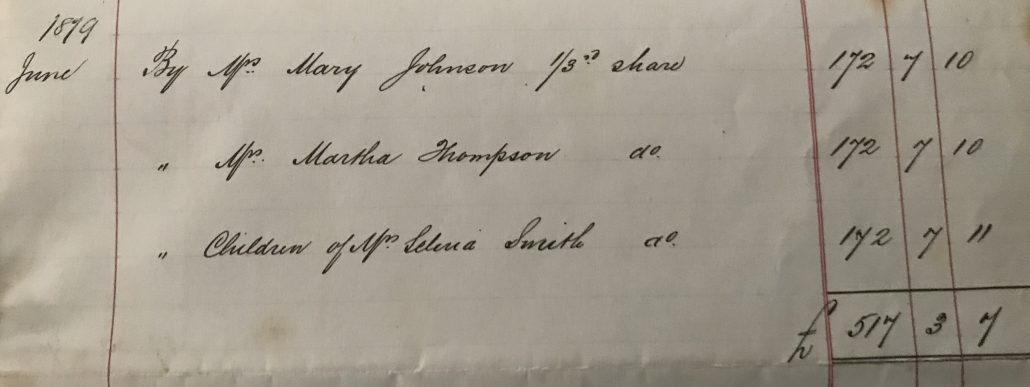 1879
June By Mrs. Mary Johnson 1/3rd share 172 7 10
„ Mrs. Martha Thompson do. 172 7 10
„ Children of Mrs Selina Smith do. 172 7 11
£ 517 3 7